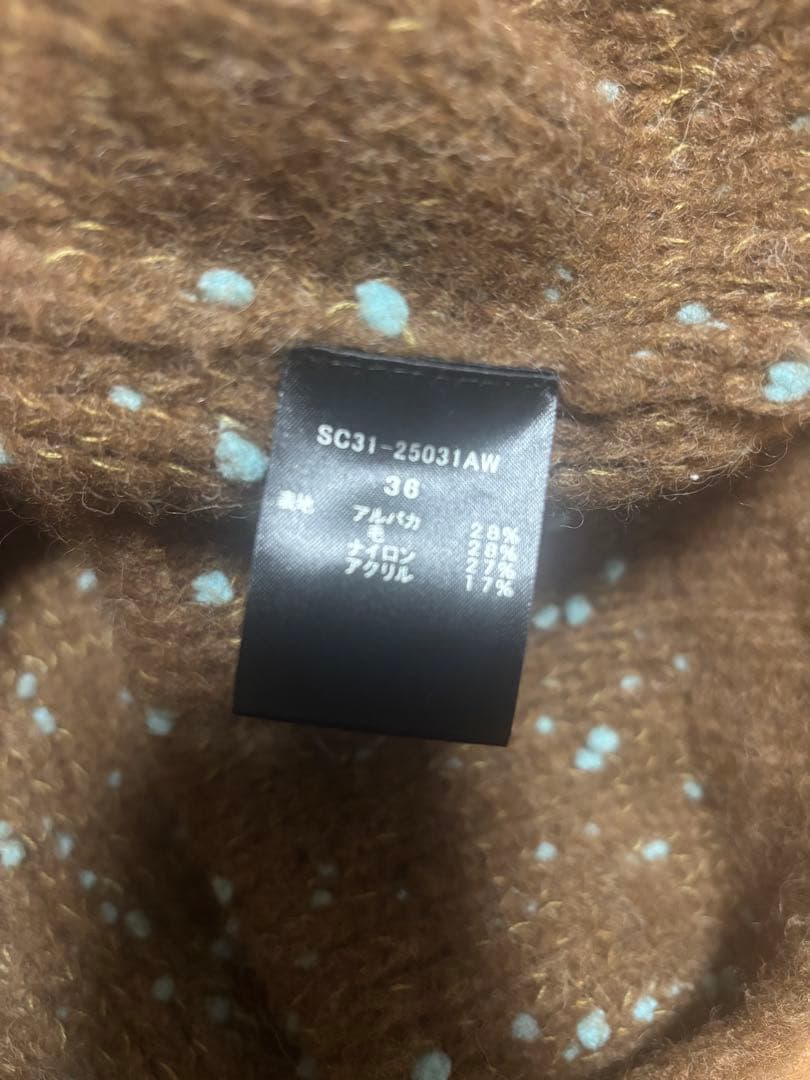 SC31-25031AW
36
表地 アルパカ 28%
毛 28%
ナイロン 27%
アクリル 17%